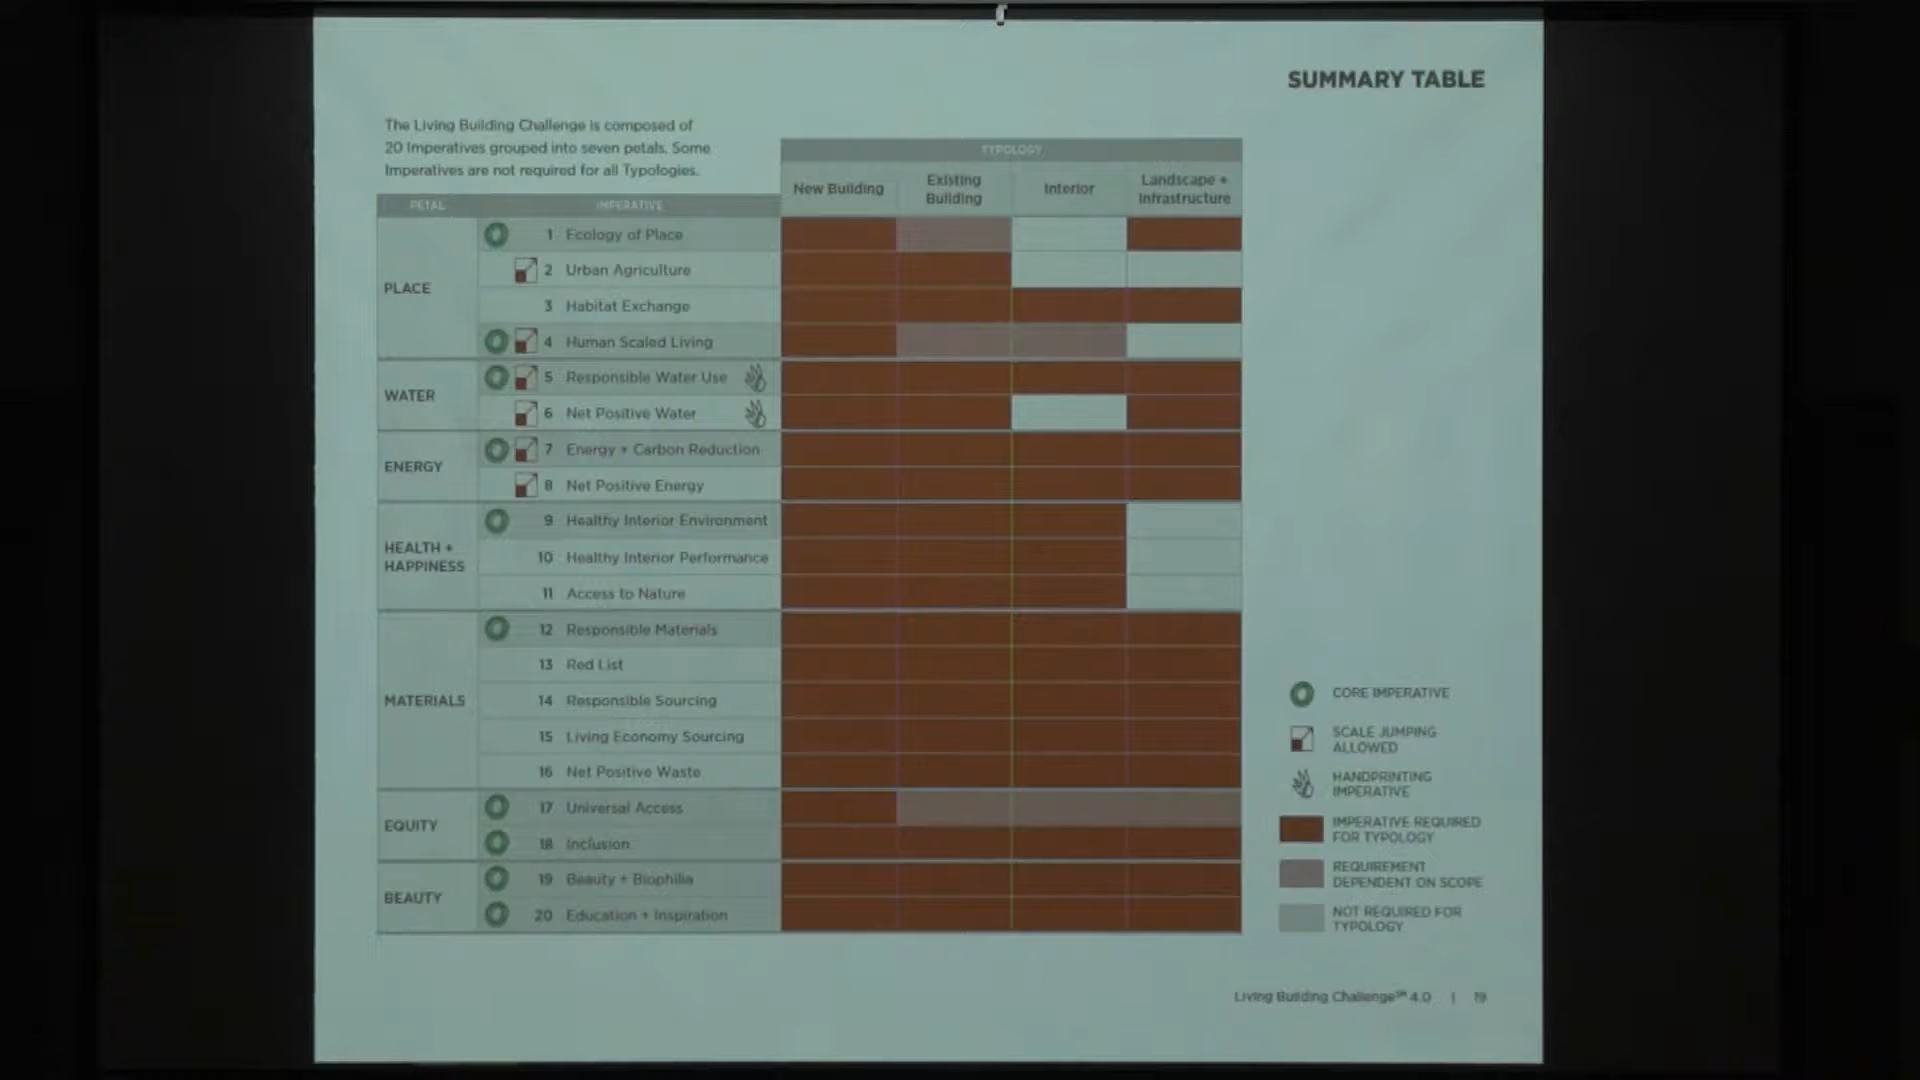 SUMMARY TABLE
The Living Building Challenge is composed of
20 Imperatives grouped into seven petals. Some
Imperatives are not required for all Typologies.
TYPOLOGY
New Building
Existing
Building
Interior
Landscape +
Infrastructure
PETAL
IMPERATIVE
PLACE
1 Ecology of Place
2 Urban Agriculture
3 Habitat Exchange
4 Human Scaled Living
WATER
5 Responsible Water Use
6 Net Positive Water
ENERGY
7 Energy + Carbon Reduction
8 Net Positive Energy
HEALTH +
HAPPINESS
9 Healthy Interior Environment
10 Healthy Interior Performance
11 Access to Nature
MATERIALS
12 Responsible Materials
13 Red List
14 Responsible Sourcing
15 Living Economy Sourcing
16 Net Positive Waste
EQUITY
17 Universal Access
18 Inclusion
BEAUTY
19 Beauty + Biophilia
20 Education + Inspiration
CORE IMPERATIVE
SCALE JUMPING
ALLOWED
HANDPRINTING
IMPERATIVE
IMPERATIVE REQUIRED
FOR TYPOLOGY
REQUIREMENT
DEPENDENT ON SCOPE
NOT REQUIRED FOR
TYPOLOGY
Living Building Challenge℠ 4.0 | 19